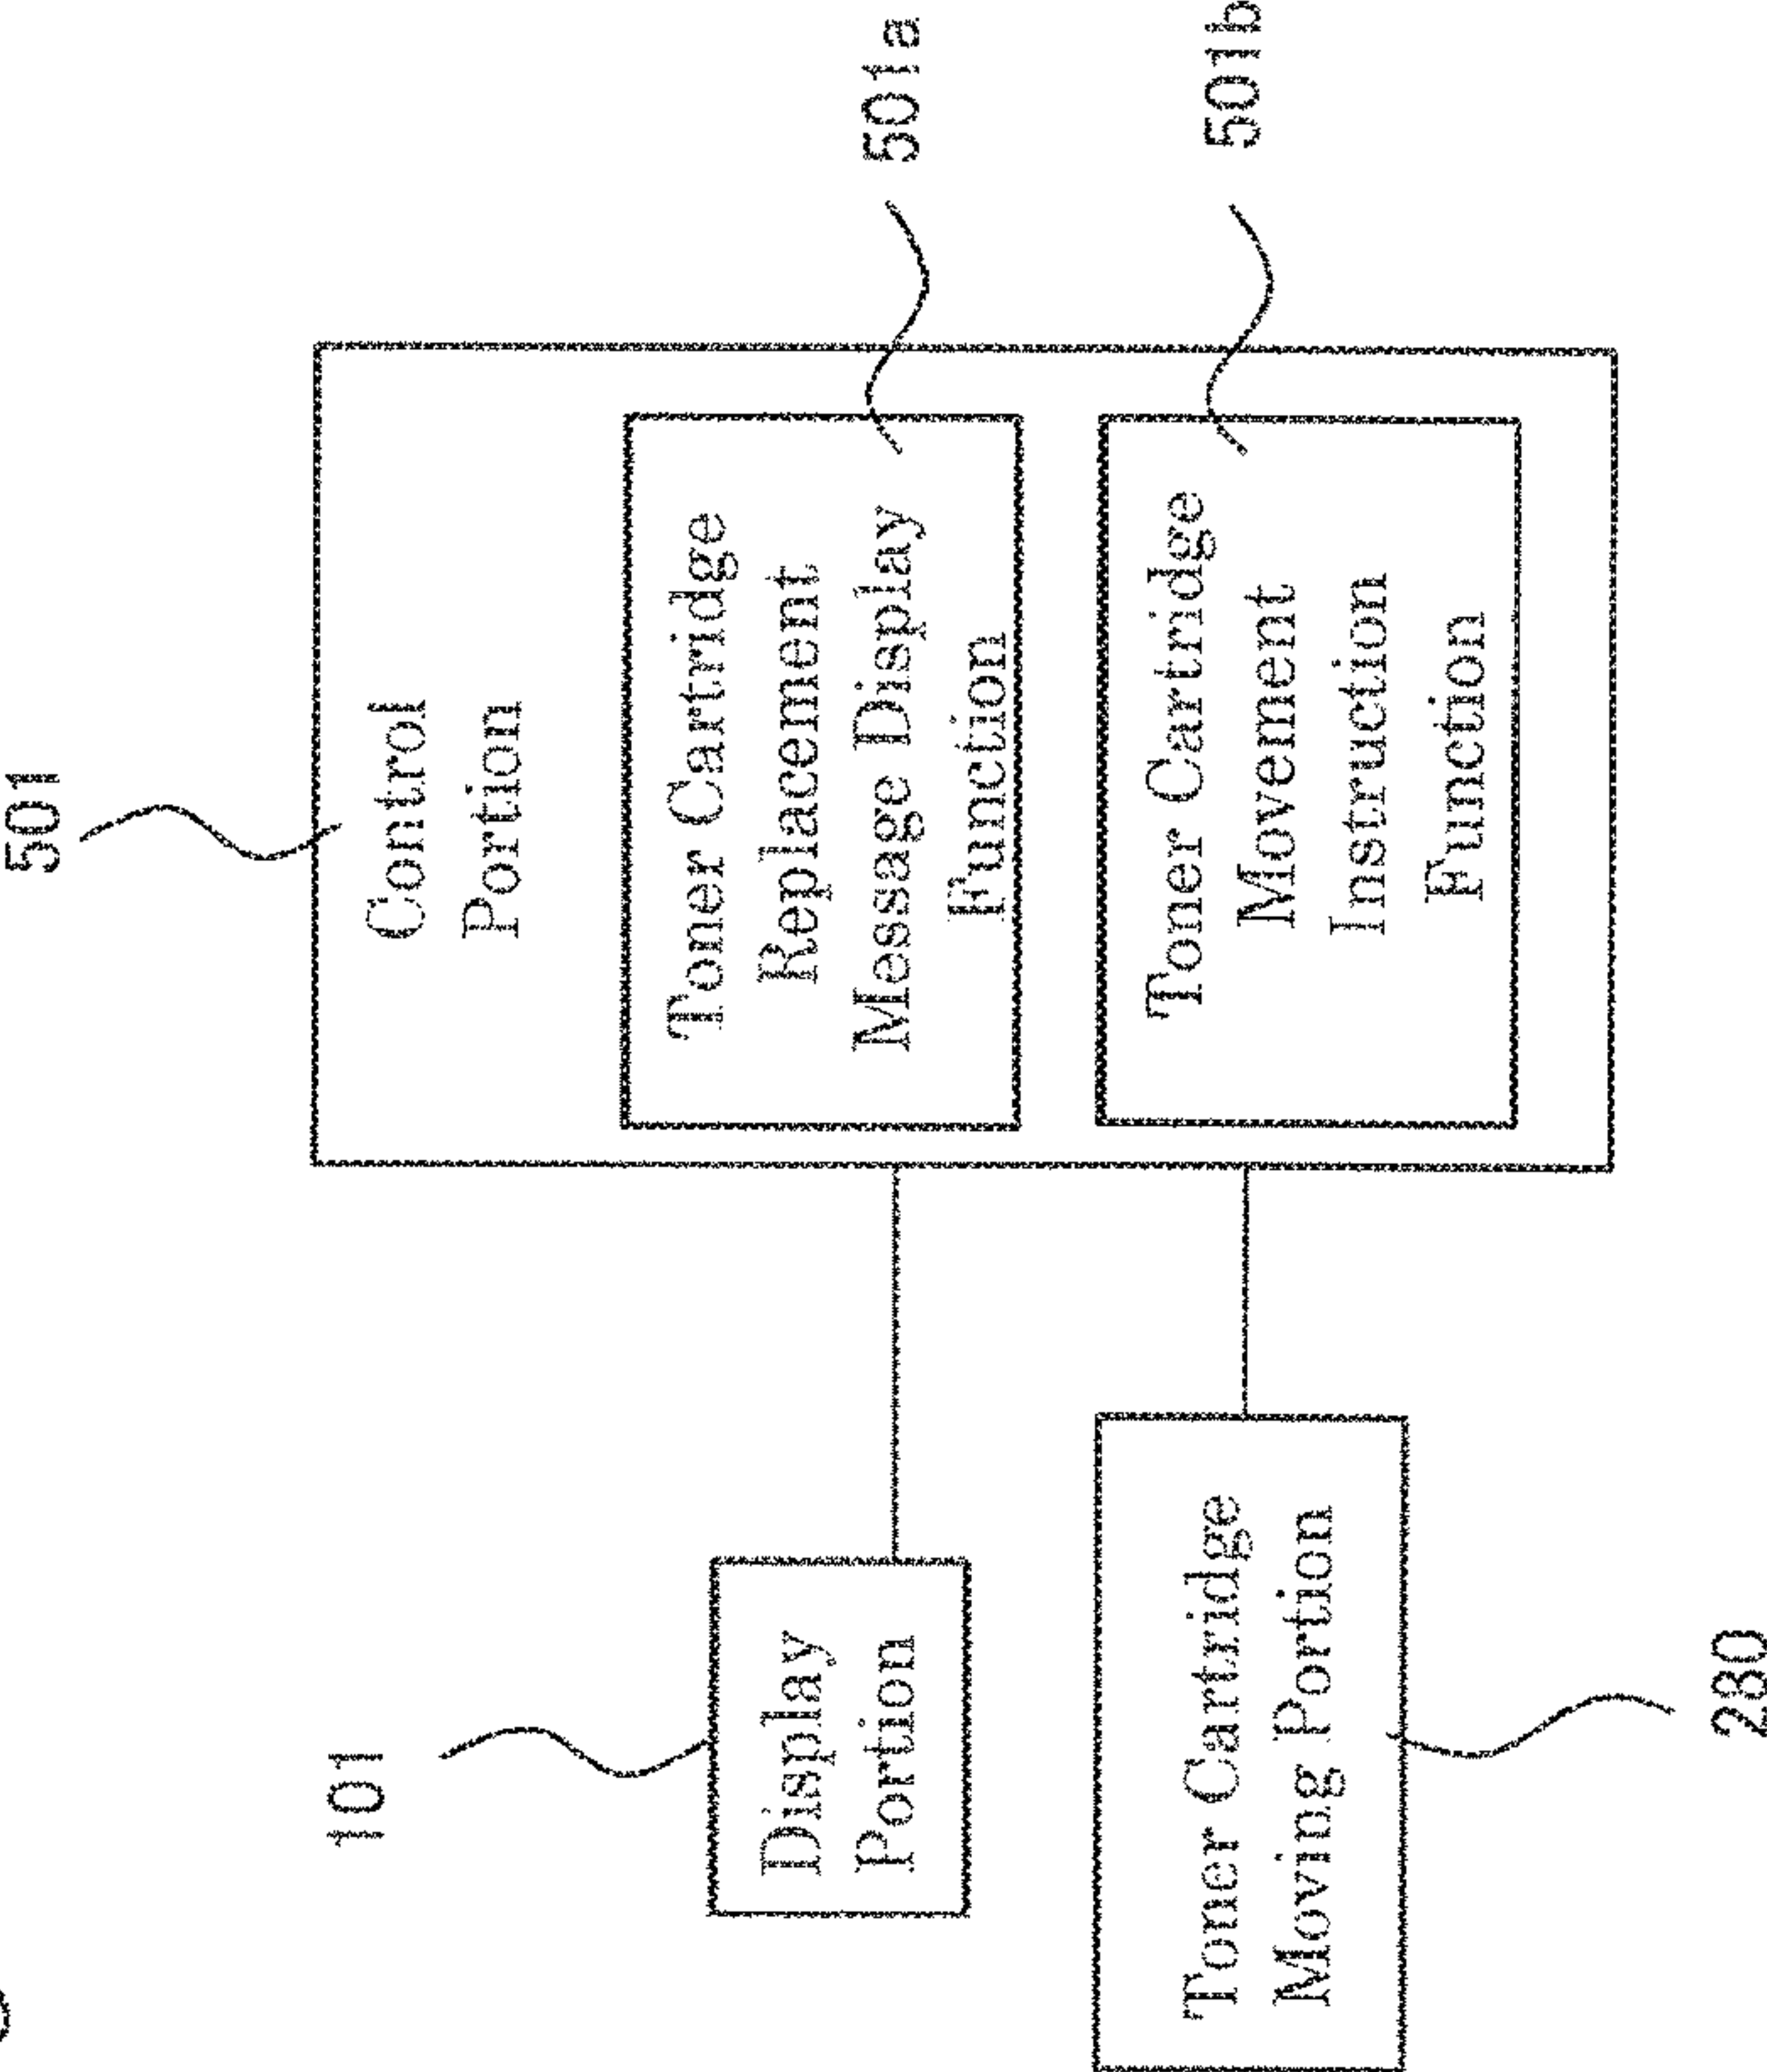 501
Control
Portion
Toner Cartridge
Replacement
Message Display
Function
501a
Toner Cartridge
Movement
Instruction
Function
501b
101
Display
Portion
Toner Cartridge
Moving Portion
280